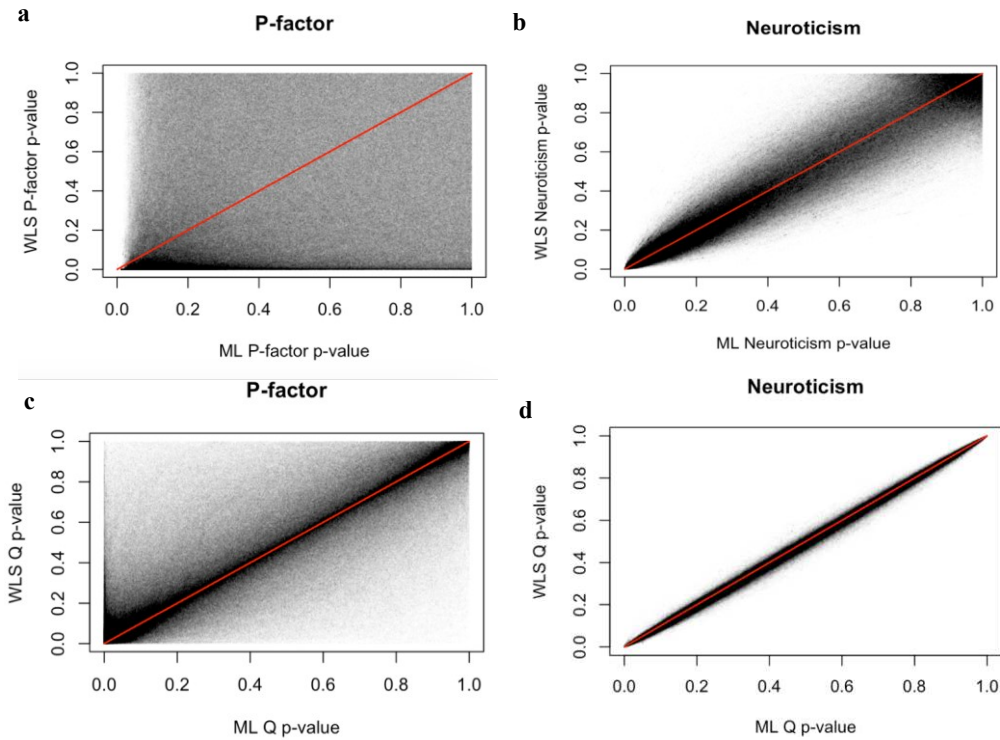 a
P-factor
WLS P-factor p-value
1.0
0.8
0.6
0.4
0.2
0.0
0.0 0.2 0.4 0.6 0.8 1.0
ML P-factor p-value
b
Neuroticism
WLS Neuroticism p-value
1.0
0.8
0.6
0.4
0.2
0.0
0.0 0.2 0.4 0.6 0.8 1.0
ML Neuroticism p-value
c
P-factor
WLS Q p-value
1.0
0.8
0.6
0.4
0.2
0.0
0.0 0.2 0.4 0.6 0.8 1.0
ML Q p-value
d
Neuroticism
WLS Q p-value
1.0
0.8
0.6
0.4
0.2
0.0
0.0 0.2 0.4 0.6 0.8 1.0
ML Q p-value